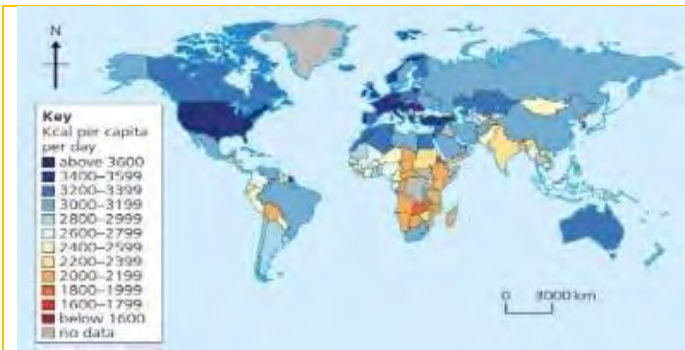 N
Key
Kcal per capita
per day
above 3600
3400–3599
3200–3399
3000–3199
2800–2999
2600–2799
2400–2599
2200–2399
2000–2199
1800–1999
1600–1799
below 1600
no data
0 3000 km